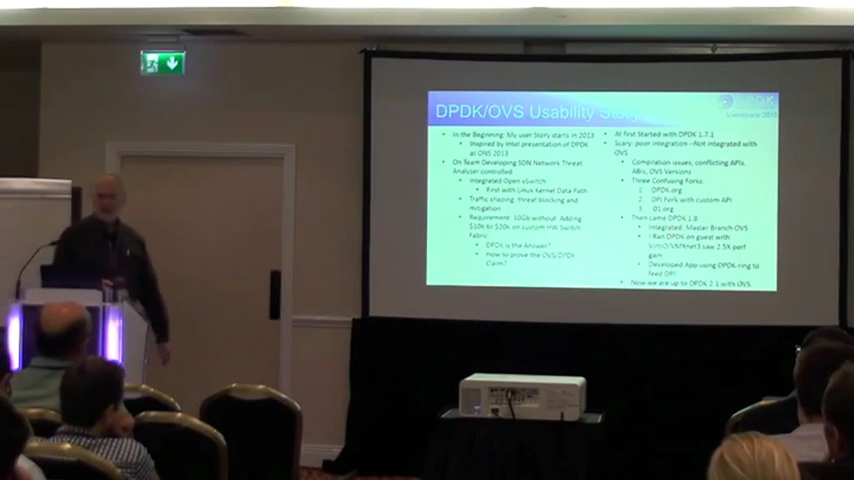 DPDK/OVS Usability Story
DPDK
In the Beginning: My user Story starts in 2013
Inspired by Intel presentation of DPDK
at ONS 2013
On Team Developing SDN Network Threat
Analyzer controlled
Integrated Open vSwitch
First with Linux Kernel Data Path
Traffic shaping, threat blocking and
mitigation
Requirement: 10Gb without Adding
$10K to $20k on custom HW Switch
Fabric
DPDK is the Answer?
How to prove the OVS/DPDK
Claim?
At first Started with DPDK 1.7.1
Scary: poor integration --Not integrated with
OVS
Compilation issues, conflicting APIs,
ABIs, OVS Versions
Three Confusing Forks:
1. DPDK.org
2. DPI Fork with custom API
3. 01.org
Then came DPDK 1.8
Integrated Master Branch OVS
I Ran DPDK on guest with
VirtIO/VMXnet3 saw 2.5X perf
gain
Developed App using DPDK-ring to
feed DPI
Now we are up to DPDK 2.1 with OVS